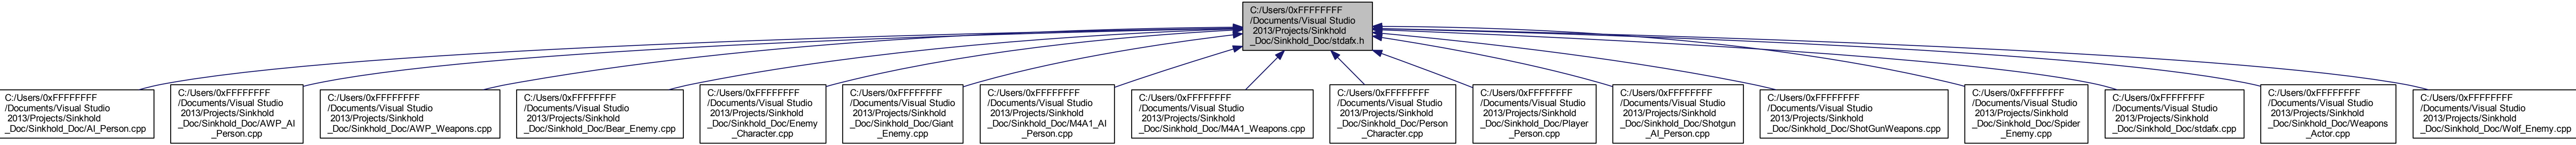 C:/Users/0xFFFFFFFF
/Documents/Visual Studio
2013/Projects/Sinkhold
_Doc/Sinkhold_Doc/stdafx.h
C:/Users/0xFFFFFFFF
/Documents/Visual Studio
2013/Projects/Sinkhold
_Doc/Sinkhold_Doc/AI_Person.cpp
C:/Users/0xFFFFFFFF
/Documents/Visual Studio
2013/Projects/Sinkhold
_Doc/Sinkhold_Doc/AWP_AI
_Person.cpp
C:/Users/0xFFFFFFFF
/Documents/Visual Studio
2013/Projects/Sinkhold
_Doc/Sinkhold_Doc/AWP_Weapons.cpp
C:/Users/0xFFFFFFFF
/Documents/Visual Studio
2013/Projects/Sinkhold
_Doc/Sinkhold_Doc/Bear_Enemy.cpp
C:/Users/0xFFFFFFFF
/Documents/Visual Studio
2013/Projects/Sinkhold
_Doc/Sinkhold_Doc/Enemy
_Character.cpp
C:/Users/0xFFFFFFFF
/Documents/Visual Studio
2013/Projects/Sinkhold
_Doc/Sinkhold_Doc/Giant
_Enemy.cpp
C:/Users/0xFFFFFFFF
/Documents/Visual Studio
2013/Projects/Sinkhold
_Doc/Sinkhold_Doc/M4A1_AI
_Person.cpp
C:/Users/0xFFFFFFFF
/Documents/Visual Studio
2013/Projects/Sinkhold
_Doc/Sinkhold_Doc/M4A1_Weapons.cpp
C:/Users/0xFFFFFFFF
/Documents/Visual Studio
2013/Projects/Sinkhold
_Doc/Sinkhold_Doc/Person
_Character.cpp
C:/Users/0xFFFFFFFF
/Documents/Visual Studio
2013/Projects/Sinkhold
_Doc/Sinkhold_Doc/Player
_Person.cpp
C:/Users/0xFFFFFFFF
/Documents/Visual Studio
2013/Projects/Sinkhold
_Doc/Sinkhold_Doc/Shotgun
_AI_Person.cpp
C:/Users/0xFFFFFFFF
/Documents/Visual Studio
2013/Projects/Sinkhold
_Doc/Sinkhold_Doc/ShotGunWeapons.cpp
C:/Users/0xFFFFFFFF
/Documents/Visual Studio
2013/Projects/Sinkhold
_Doc/Sinkhold_Doc/Spider
_Enemy.cpp
C:/Users/0xFFFFFFFF
/Documents/Visual Studio
2013/Projects/Sinkhold
_Doc/Sinkhold_Doc/stdafx.cpp
C:/Users/0xFFFFFFFF
/Documents/Visual Studio
2013/Projects/Sinkhold
_Doc/Sinkhold_Doc/Weapons
_Actor.cpp
C:/Users/0xFFFFFFFF
/Documents/Visual Studio
2013/Projects/Sinkhold
_Doc/Sinkhold_Doc/Wolf_Enemy.cpp